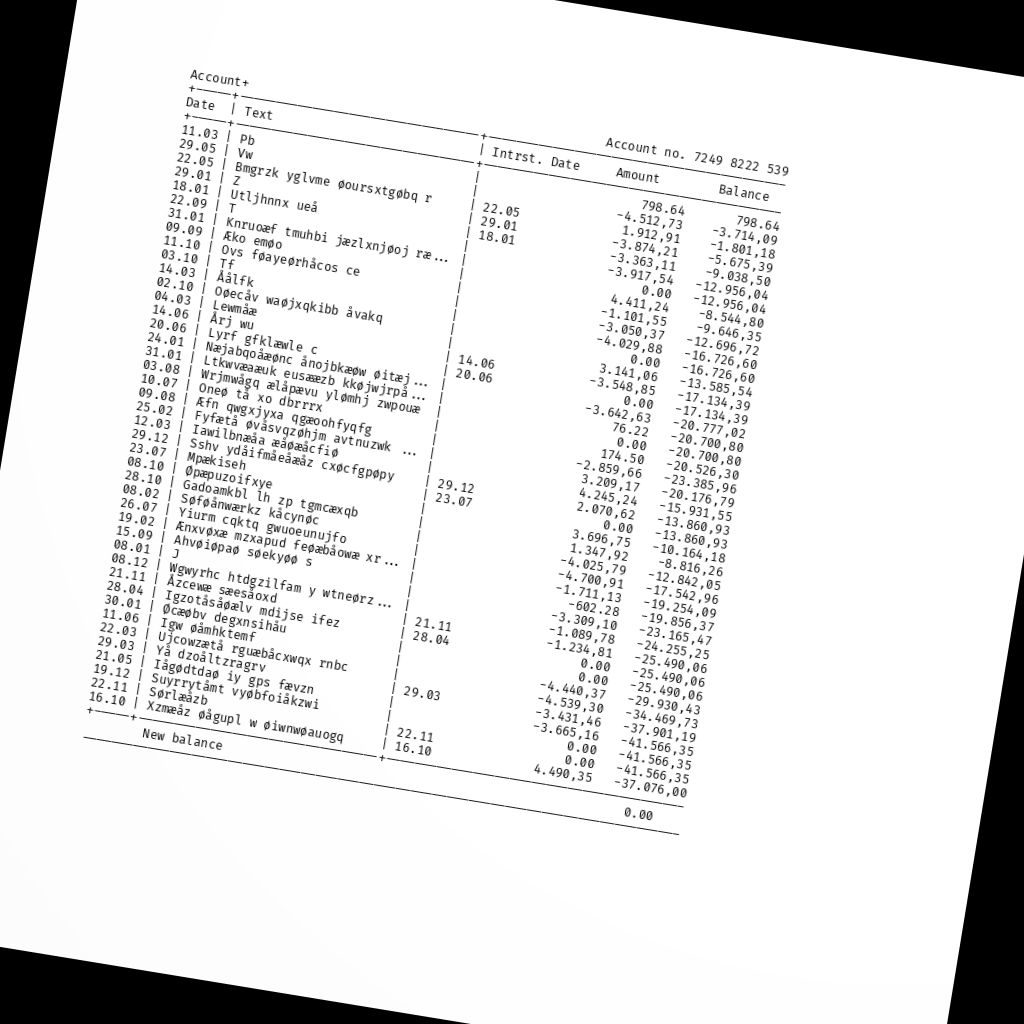 Account+ Account no. 7249 8222 539
Date | Text | Intrst. Date Amount Balance
11.03 | Pb | 798.64 798.64
29.05 | Vw | -4.512,73 -3.714,09
22.05 | Bmgrzk yglvme øoursxtgøbq r | 22.05 1.912,91 -1.801,18
29.01 | Z | 29.01 -3.874,21 -5.675,39
18.01 | Utljhnnx ueå | 18.01 -3.363,11 -9.038,50
22.09 | T | -3.917,54 -12.956,04
31.01 | Knruoæf tmuhbi jæzlxnjøoj ræ... | 0.00 -12.956,04
09.09 | Æko emøo | 4.411,24 -8.544,80
11.10 | Ovs føayeørhåcos ce | -1.101,55 -9.646,35
03.10 | Tf | -3.050,37 -12.696,72
14.03 | Åålfk | -4.029,88 -16.726,60
02.10 | Oøecåv waøjxqkibb åvakq | 0.00 -16.726,60
04.03 | Lewmåæ | 3.141,06 -13.585,54
14.06 | Årj wu | 14.06 -3.548,85 -17.134,39
20.06 | Lyrf gfklæwle c | 20.06 0.00 -17.134,39
24.01 | Næjabqoåæønc ånojbkæøw øitæj... | -3.642,63 -20.777,02
31.01 | Ltkwvæaæuk eusææzb kkøjwjrpå... | 76.22 -20.700,80
03.08 | Wrjmwågq ælåpævu ylømhj zwpouæ | 0.00 -20.700,80
10.07 | Oneø tå xo dbrrrx | 174.50 -20.526,30
09.08 | Æfn qwgxjyxa qgæoohfyqfg | -2.859,66 -23.385,96
25.02 | Fyfætå øvåsvqzøhjm avtnuzwk ... | 3.209,17 -20.176,79
12.03 | Iawilbnæåa æåøæåcfiø | 4.245,24 -15.931,55
29.12 | Sshv ydåifmåeåæåz cxøcfgpøpy | 29.12 2.070,62 -13.860,93
23.07 | Mpækiseh | 23.07 0.00 -13.860,93
08.10 | Øpæpuzoifxye | 3.696,75 -10.164,18
28.10 | Gadoamkbl lh zp tgmcæxqb | 1.347,92 -8.816,26
08.02 | Søføånwærkz kåcynøc | -4.025,79 -12.842,05
26.07 | Yiurm cqktq gwuoeunujfo | -4.700,91 -17.542,96
19.02 | Ænxvøxæ mzxapud feøæbåowæ xr... | -1.711,13 -19.254,09
15.09 | Ahvøiøpaø søekyøø s | -602.28 -19.856,37
08.01 | J | -3.309,10 -23.165,47
08.12 | Wgwyrhc htdgzilfam y wtneørz... | -1.089,78 -24.255,25
21.11 | Åzcewæ sæesåoxd | 21.11 -1.234,81 -25.490,06
28.04 | Igzotåsåøælv mdijse ifez | 28.04 0.00 -25.490,06
30.01 | Øcæøbv degxnsihåu | 0.00 -25.490,06
11.06 | Igw øåmhktemf | -4.440,37 -29.930,43
22.03 | Ujcowzætå rguæbåcxwqx rnbc | -4.539,30 -34.469,73
29.03 | Yå dzoåltzragrv | 29.03 -3.431,46 -37.901,19
21.05 | Iågødtdaø iy gps fævzn | -3.665,16 -41.566,35
19.12 | Suyrrytåmt vyøbfoiåkzwi | 0.00 -41.566,35
22.11 | Sørlæåzb | 22.11 0.00 -41.566,35
16.10 | Xzmæåz øågupl w øiwnwøauogq | 16.10 4.490,35 -37.076,00
New balance 0.00